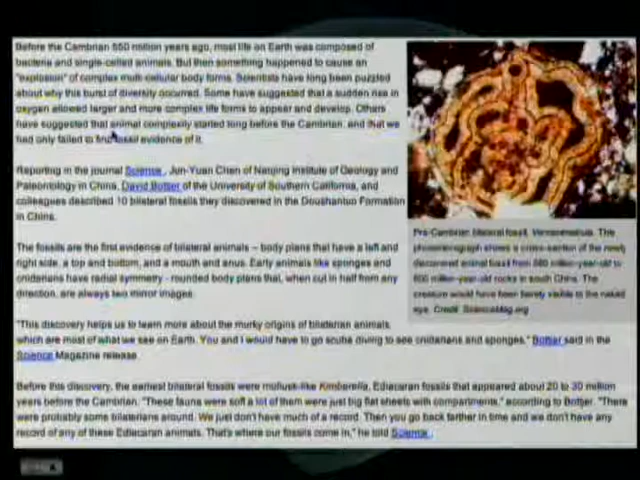 Before the Cambrian 550 million years ago, most life on Earth was composed of
bacteria and single-celled animals. But then something happened to cause an
"explosion" of complex multi-cellular body forms. Scientists have long been puzzled
about why this burst of diversity occurred. Some have suggested that a sudden rise in
oxygen allowed larger and more complex life forms to appear and develop. Others
have suggested that animal complexity started long before the Cambrian, and that we
had only failed to find fossil evidence of it.
Reporting in the journal Science, Jun-Yuan Chen of Nanjing Institute of Geology and
Paleontology in China, David Bottjer of the University of Southern California, and
colleagues described 10 bilateral fossils they discovered in the Doushantuo Formation
in China.
The fossils are the first evidence of bilateral animals -- body plans that have a left and
right side, a top and bottom, and a mouth and anus. Early animals like sponges and
cnidarians have radial symmetry - rounded body plans that, when cut in half from any
direction, are always two mirror images.
"This discovery helps us to learn more about the murky origins of bilaterian animals,
which are most of what we see on Earth. You and I would have to go scuba diving to see cnidarians and sponges," Bottjer said in the
Science Magazine release.
Before this discovery, the earliest bilateral fossils were mollusk-like Kimberella, Ediacaran fossils that appeared about 20 to 30 million
years before the Cambrian. "These fauna were soft a lot of them were just big flat sheets with compartments," according to Bottjer. "There
were probably some bilaterians around. We just don't have much of a record. Then you go back farther in time and we don't have any
record of any of these Ediacaran animals. That's where our fossils come in," he told Science.
Pre-Cambrian bilateral fossil, Vernanimalcula. This
photomicrograph shows a cross-section of the newly
discovered animal fossil from 580 million-year-old to
600 million-year-old rocks in south China. The
creature would have been barely visible to the naked
eye. Credit: ScienceMag.org